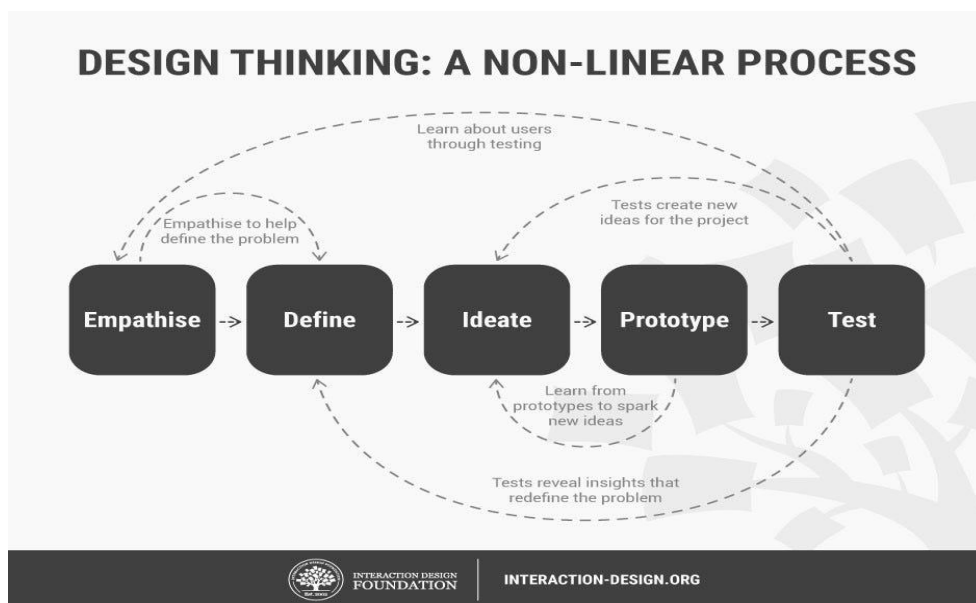 DESIGN THINKING: A NON-LINEAR PROCESS
Learn about users
through testing
Empathise to help
define the problem
Tests create new
ideas for the project
Empathise
Define
Ideate
Prototype
Test
Learn from
prototypes to spark
new ideas
Tests reveal insights that
redefine the problem
INTERACTION DESIGN
FOUNDATION
INTERACTION-DESIGN.ORG